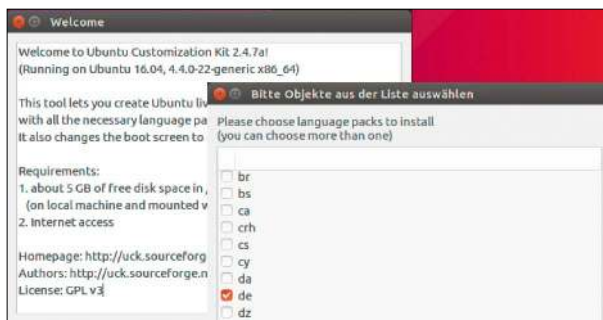 Welcome
Welcome to Ubuntu Customization Kit 2.4.7a!
(Running on Ubuntu 16.04, 4.4.0-22-generic x86_64)
This tool lets you create Ubuntu liv
with all the necessary language pa
It also changes the boot screen to
Requirements:
1. about 5 GB of free disk space in
(on local machine and mounted w
2. Internet access
Homepage: http://uck.sourceforg
Authors: http://uck.sourceforge.n
License: GPL v3
Bitte Objekte aus der Liste auswählen
Please choose language packs to install
(you can choose more than one)
br
bs
ca
crh
cs
cy
da
de
dz